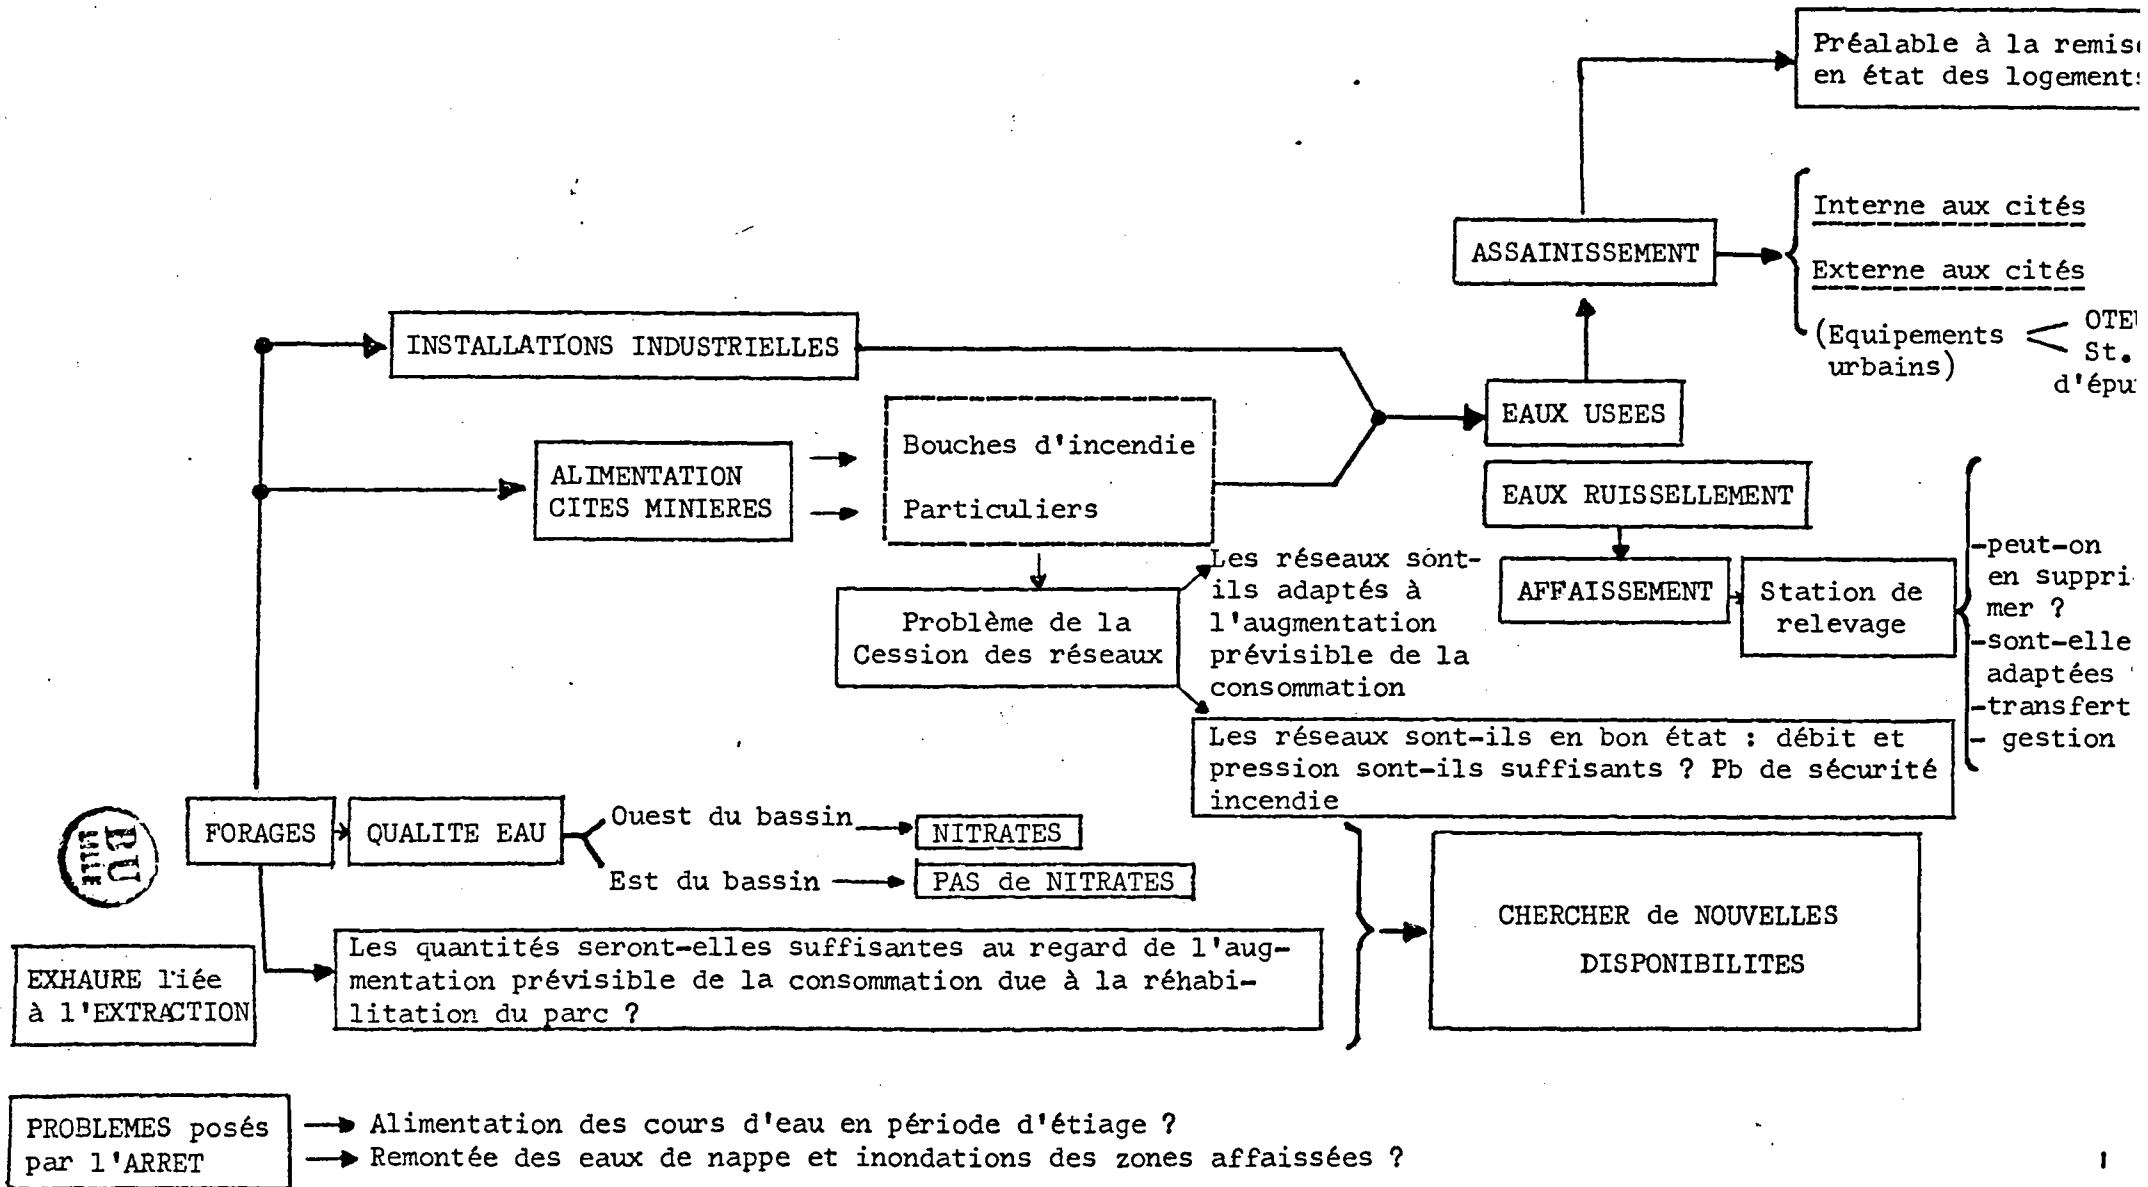 Préalable à la remise
en état des logements
Interne aux cités
ASSAINISSEMENT
Externe aux cités
(Equipements
urbains)
St.
INSTALLATIONS INDUSTRIELLES
EAUX USEES
Bouches d'incendie
Particuliers
ALIMENTATION
CITES MINIERES
EAUX RUISSELLEMENT
AFFAISSEMENT
Station de
relevage
-peut-on
en suppri-
mer ?
-sont-elle
adaptées
-transfert
- gestion
Les réseaux sont-
ils adaptés à
l'augmentation
prévisible de la
consommation
Problème de la
Cession des réseaux
Les réseaux sont-ils en bon état : débit et
pression sont-ils suffisants ? Pb de sécurité
incendie
BU
LILLE
FORAGES
QUALITE EAU
Ouest du bassin
NITRATES
Est du bassin
PAS de NITRATES
CHERCHER de NOUVELLES
DISPONIBILITES
Les quantités seront-elles suffisantes au regard de l'aug-
mentation prévisible de la consommation due à la réhabi-
litation du parc ?
EXHAURE liée
à l'EXTRACTION
PROBLEMES posés
par l'ARRET
Alimentation des cours d'eau en période d'étiage ?
Remontée des eaux de nappe et inondations des zones affaissées ?